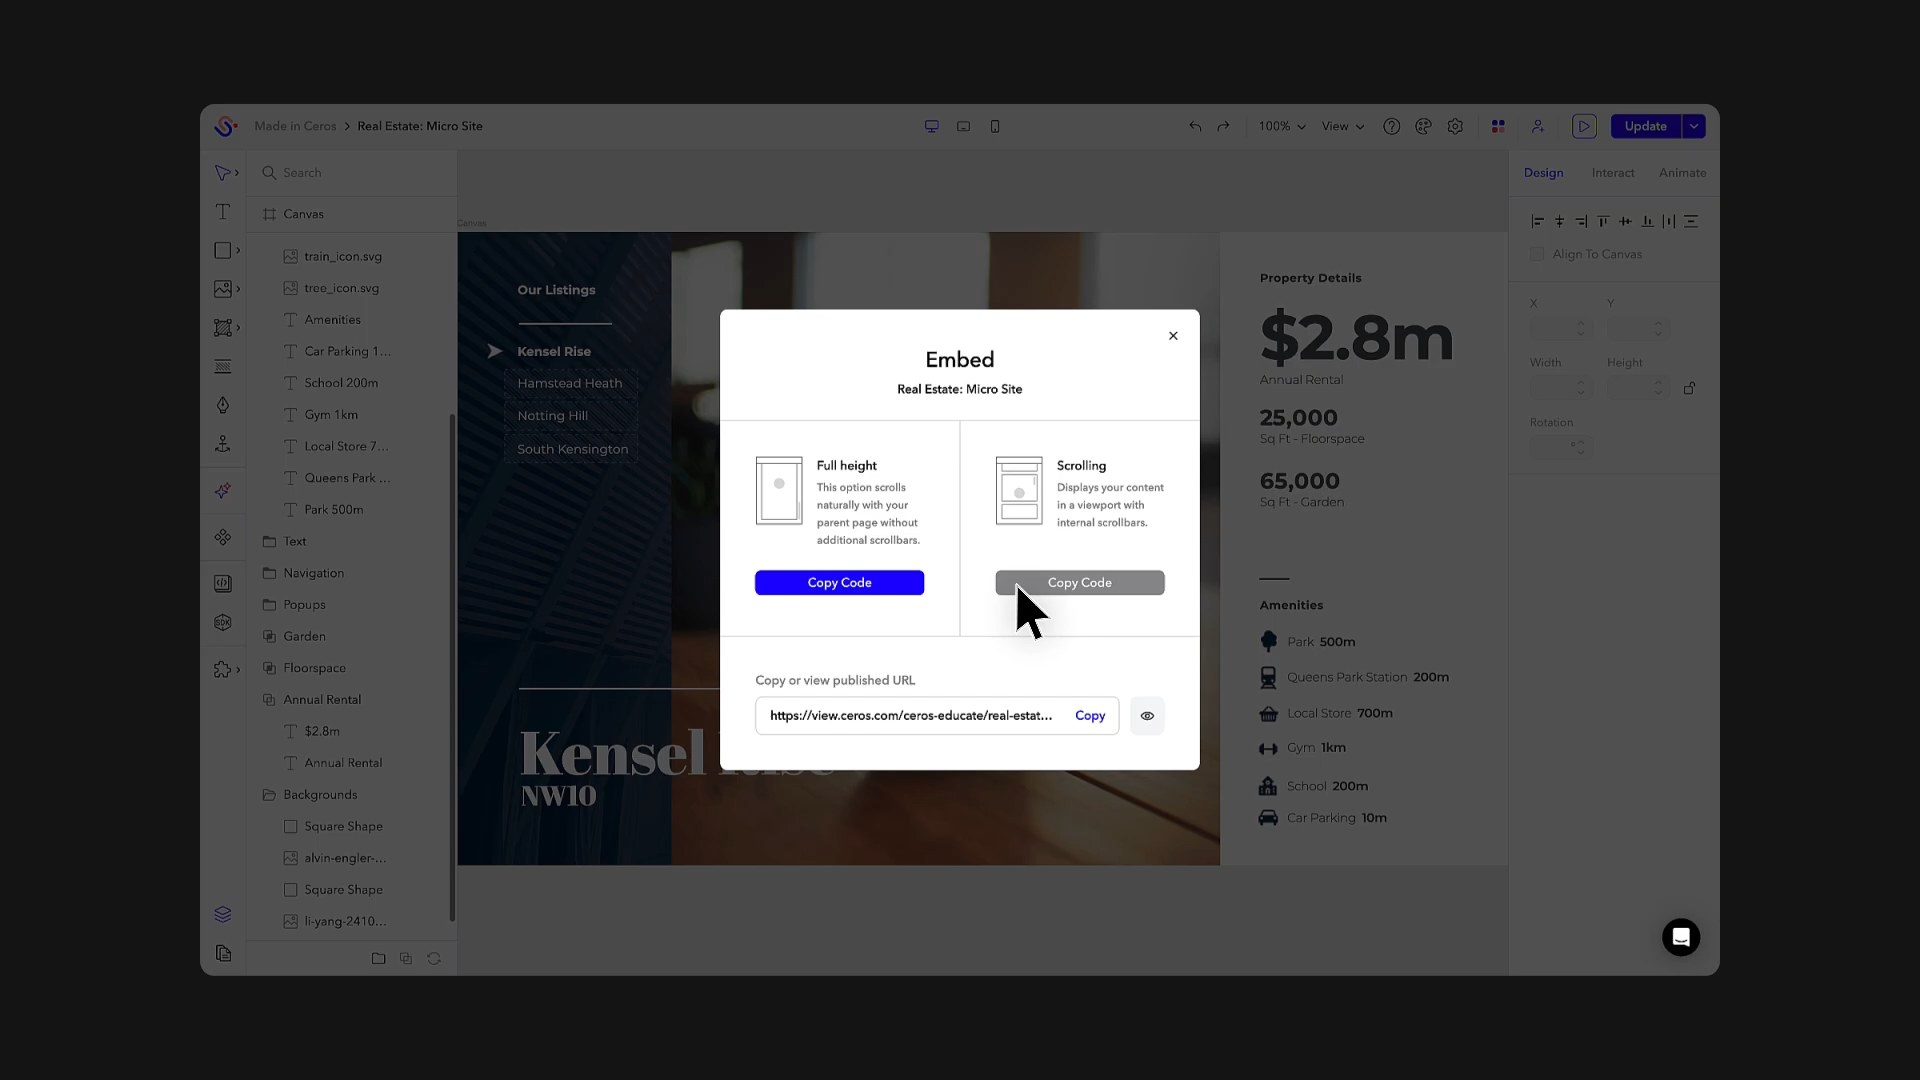 Made in Ceros > Real Estate: Micro Site
100%
View
Update
Search
Design
Interact
Animate
Canvas
train_icon.svg
tree_icon.svg
Amenities
Car Parking 1...
School 200m
Gym 1km
Local Store 7...
Queens Park ...
Park 500m
Text
Navigation
Popups
Garden
Floorspace
Annual Rental
$2.8m
Annual Rental
Backgrounds
Square Shape
alvin-engler-...
Square Shape
li-yang-2410...
SDK
Canvas
Our Listings
Kensel Rise
Hamstead Heath
Notting Hill
South Kensington
Kensel Rise
NW10
Embed
Real Estate: Micro Site
Full height
This option scrolls
naturally with your
parent page without
additional scrollbars.
Copy Code
Scrolling
Displays your content
in a viewport with
internal scrollbars.
Copy Code
Copy or view published URL
https://view.ceros.com/ceros-educate/real-estat...
Copy
Property Details
$2.8m
Annual Rental
25,000
Sq Ft - Floorspace
65,000
Sq Ft - Garden
Amenities
Park 500m
Queens Park Station 200m
Local Store 700m
Gym 1km
School 200m
Car Parking 10m
Align To Canvas
X
Y
Width
Height
Rotation
°